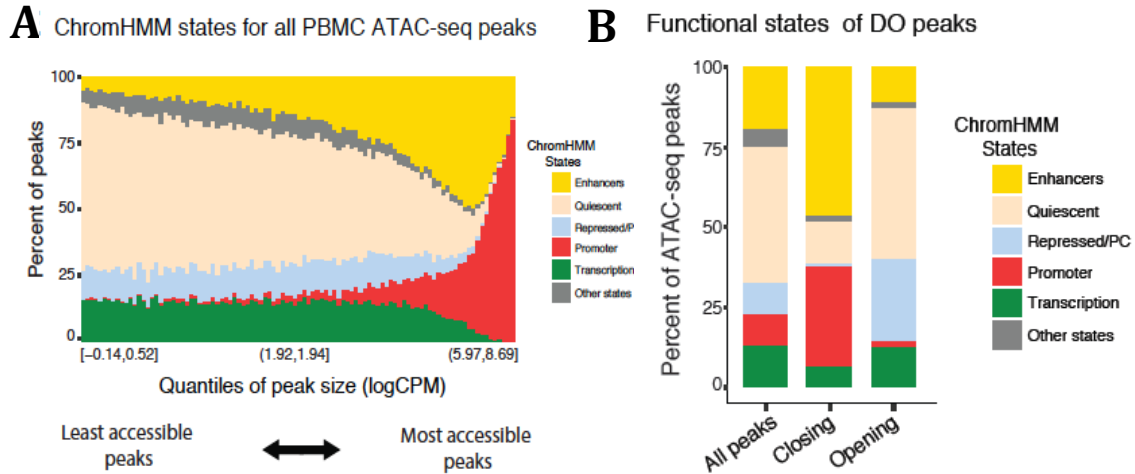 A ChromHMM states for all PBMC ATAC-seq peaks
Percent of peaks
100
75
50
25
0
[−0.14,0.52]
(1.92,1.94]
(5.97,8.69]
Quantiles of peak size (logCPM)
Least accessible
peaks
Most accessible
peaks
ChromHMM
States
Enhancers
Quiescent
Repressed/P
Promoter
Transcription
Other states
B Functional states of DO peaks
Percent of ATAC-seq peaks
100
75
50
25
0
All peaks
Closing
Opening
ChromHMM
States
Enhancers
Quiescent
Repressed/PC
Promoter
Transcription
Other states